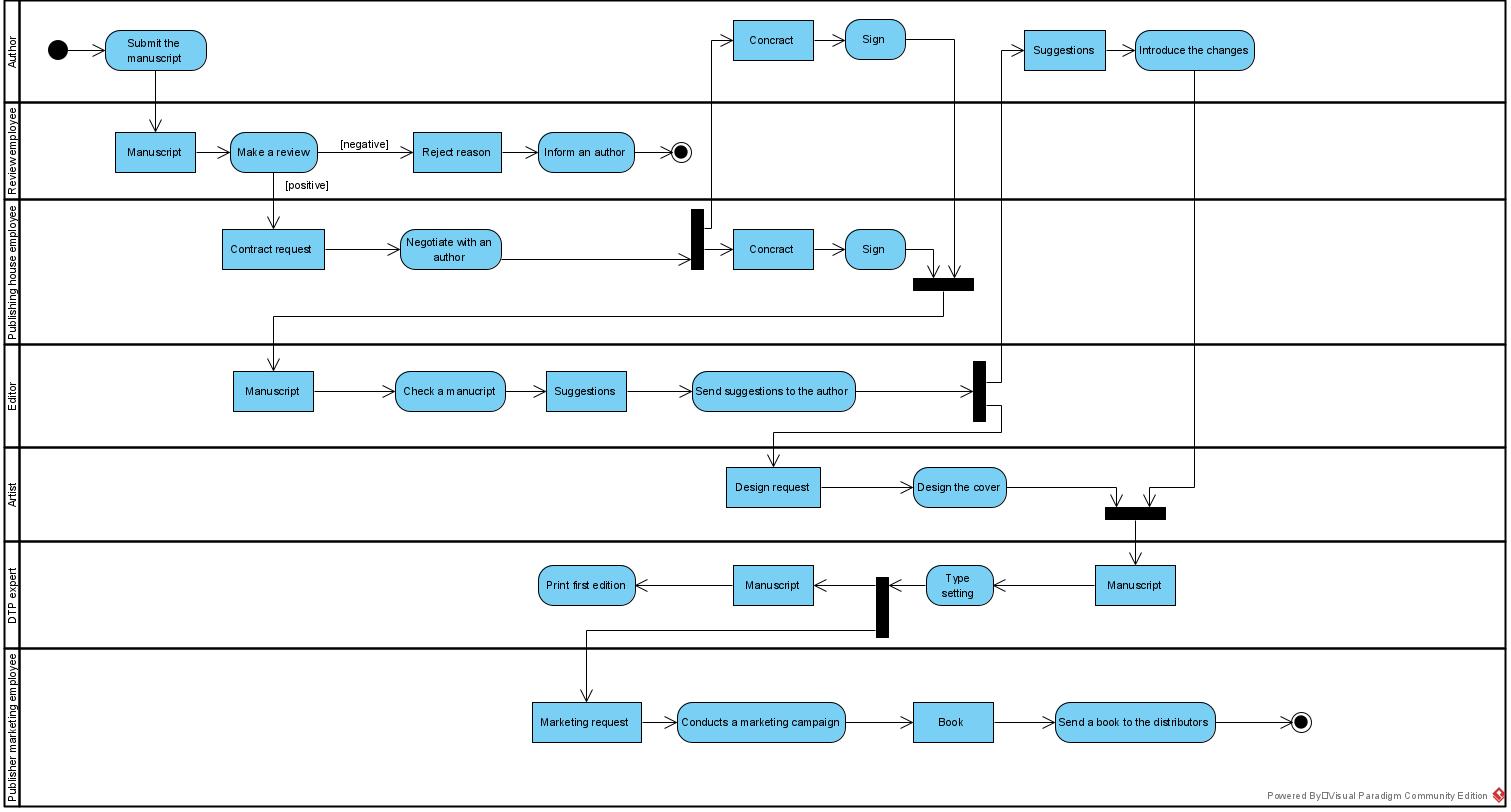 Author
Submit the
manuscript
Concract
Sign
Suggestions
Introduce the changes
Review employee
Manuscript
Make a review
[negative]
Reject reason
Inform an author
[positive]
Publishing house employee
Contract request
Negotiate with an
author
Concract
Sign
Editor
Manuscript
Check a manucript
Suggestions
Send suggestions to the author
Artist
Design request
Design the cover
DTP expert
Print first edition
Manuscript
Type
setting
Manuscript
Publisher marketing employee
Marketing request
Conducts a marketing campaign
Book
Send a book to the distributors
Powered By Visual Paradigm Community Edition